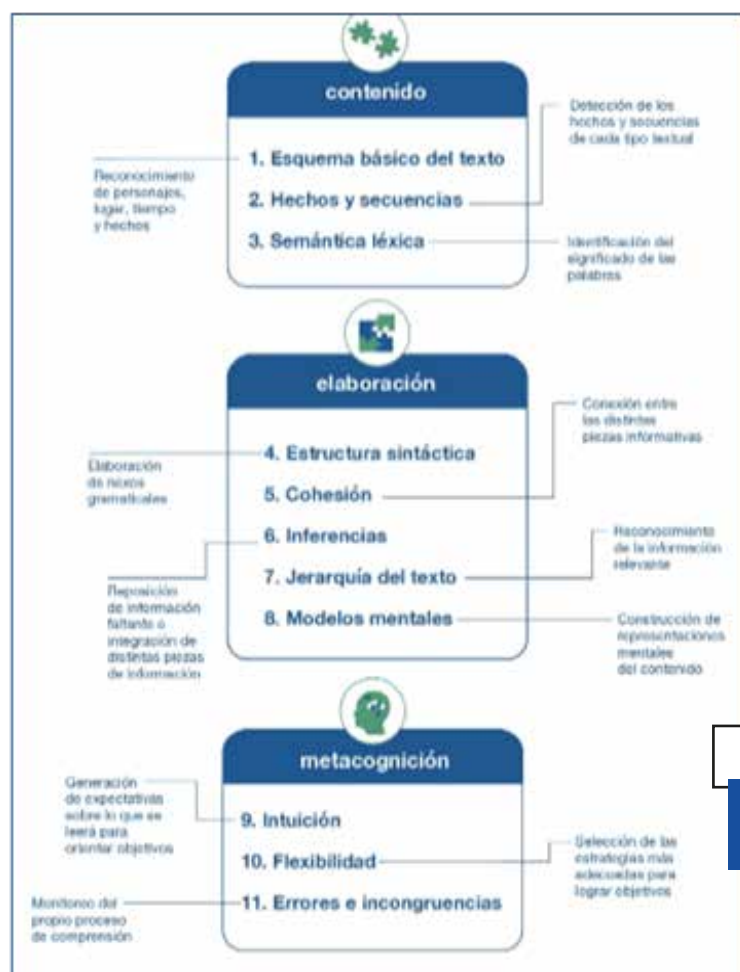 contenido
1. Esquema básico del texto
2. Hechos y secuencias
3. Semántica léxica
Reconocimiento
de personajes,
lugar, tiempo
y hechos
Detección de los
hechos y secuencias
de cada tipo textual
Identificación del
significado de las
palabras
elaboración
4. Estructura sintáctica
5. Cohesión
6. Inferencias
7. Jerarquía del texto
8. Modelos mentales
Elaboración
de nexos
gramaticales
Reposición
de información
faltante o
integración de
distintas piezas
de información
Conexión entre
las distintas
piezas informativas
Reconocimiento
de la información
relevante
Construcción de
representaciones
mentales
del contenido
metacognición
9. Intuición
10. Flexibilidad
11. Errores e incongruencias
Generación
de expectativas
sobre lo que se
leerá para
orientar objetivos
Monitoreo del
propio proceso
de comprensión
Selección de las
estrategias más
adecuadas para
lograr objetivos